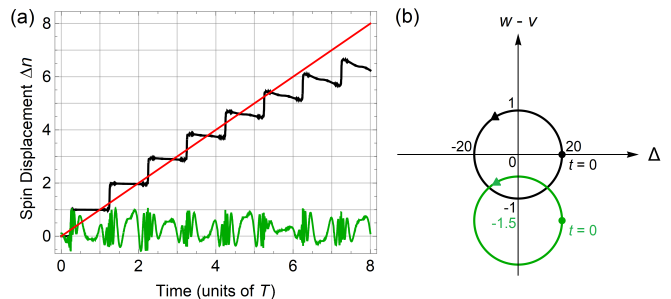 (a)
Spin Displacement Δn
8
6
4
2
0
0
2
4
6
8
Time (units of T)
(b)
w - v
1
-20
20
Δ
0
t = 0
-1
-1.5
t = 0